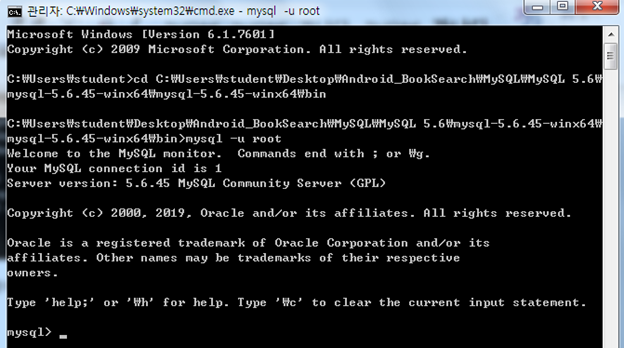 관리자: C:₩Windows₩system32₩cmd.exe - mysql -u root
Microsoft Windows [Version 6.1.7601]
Copyright (c) 2009 Microsoft Corporation. All rights reserved.
C:₩Users₩student>cd C:₩Users₩student₩Desktop₩Android_BookSearch₩MySQL₩MySQL 5.6₩
mysql-5.6.45-winx64₩mysql-5.6.45-winx64₩bin
C:₩Users₩student₩Desktop₩Android_BookSearch₩MySQL₩MySQL 5.6₩mysql-5.6.45-winx64₩
mysql-5.6.45-winx64₩bin>mysql -u root
Welcome to the MySQL monitor.  Commands end with ; or ₩g.
Your MySQL connection id is 1
Server version: 5.6.45 MySQL Community Server (GPL)
Copyright (c) 2000, 2019, Oracle and/or its affiliates. All rights reserved.
Oracle is a registered trademark of Oracle Corporation and/or its
affiliates. Other names may be trademarks of their respective
owners.
Type 'help;' or '₩h' for help. Type '₩c' to clear the current input statement.
mysql> _